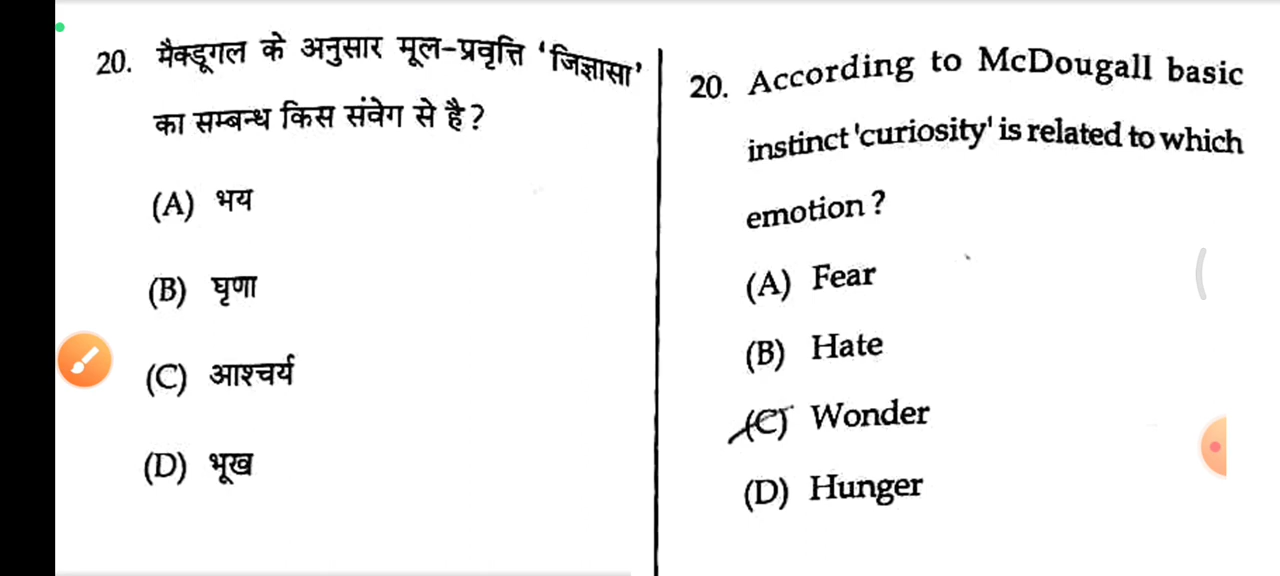 20. मैक्डूगल के अनुसार मूल-प्रवृत्ति 'जिज्ञासा'
का सम्बन्ध किस संवेग से है?
(A) भय
(B) घृणा
(C) आश्चर्य
(D) भूख
20. According to McDougall basic
instinct 'curiosity' is related to which
emotion?
(A) Fear
(B) Hate
(C) Wonder
(D) Hunger